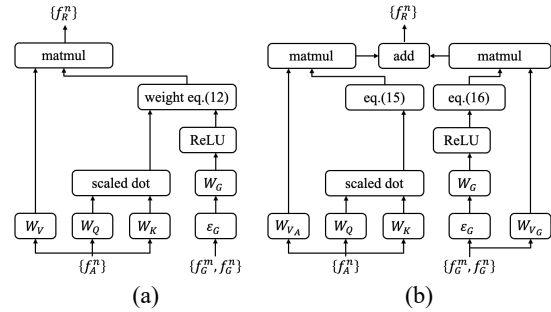 {f_R^n}
matmul
weight eq.(12)
ReLU
scaled dot
W_G
W_V
W_Q
W_K
ε_G
{f_A^n}
{f_G^m, f_G^n}
(a)
{f_R^n}
matmul
add
matmul
eq.(15)
eq.(16)
ReLU
scaled dot
W_G
W_{V_A}
W_Q
W_K
ε_G
W_{V_G}
{f_A^n}
{f_G^m, f_G^n}
(b)